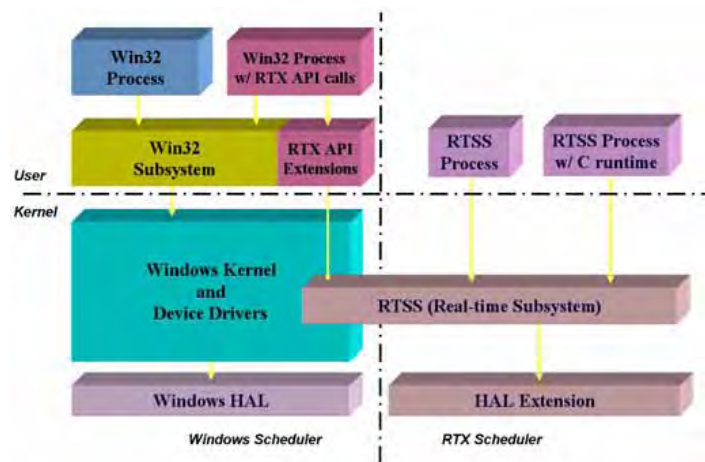 Win32
Process
Win32 Process
w/ RTX API calls
Win32
Subsystem
RTX API
Extensions
RTSS
Process
RTSS Process
w/ C runtime
User
Kernel
Windows Kernel
and
Device Drivers
RTSS (Real-time Subsystem)
Windows HAL
HAL Extension
Windows Scheduler
RTX Scheduler